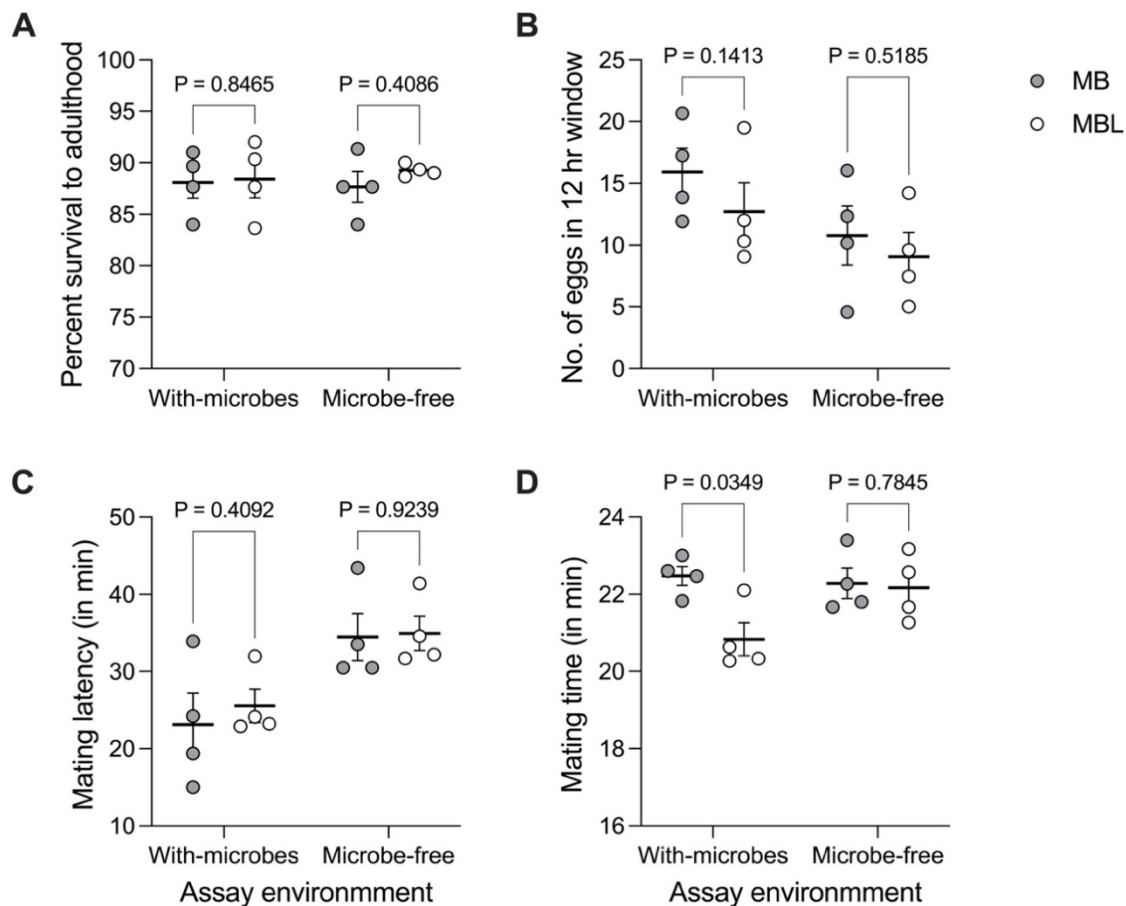 A
Percent survival to adulthood
100
95
90
85
80
75
70
P = 0.8465
P = 0.4086
With-microbes
Microbe-free
B
No. of eggs in 12 hr window
25
20
15
10
5
0
P = 0.1413
P = 0.5185
With-microbes
Microbe-free
MB
MBL
C
Mating latency (in min)
50
40
30
20
10
P = 0.4092
P = 0.9239
With-microbes
Microbe-free
Assay environmment
D
Mating time (in min)
24
22
20
18
16
P = 0.0349
P = 0.7845
With-microbes
Microbe-free
Assay environmment